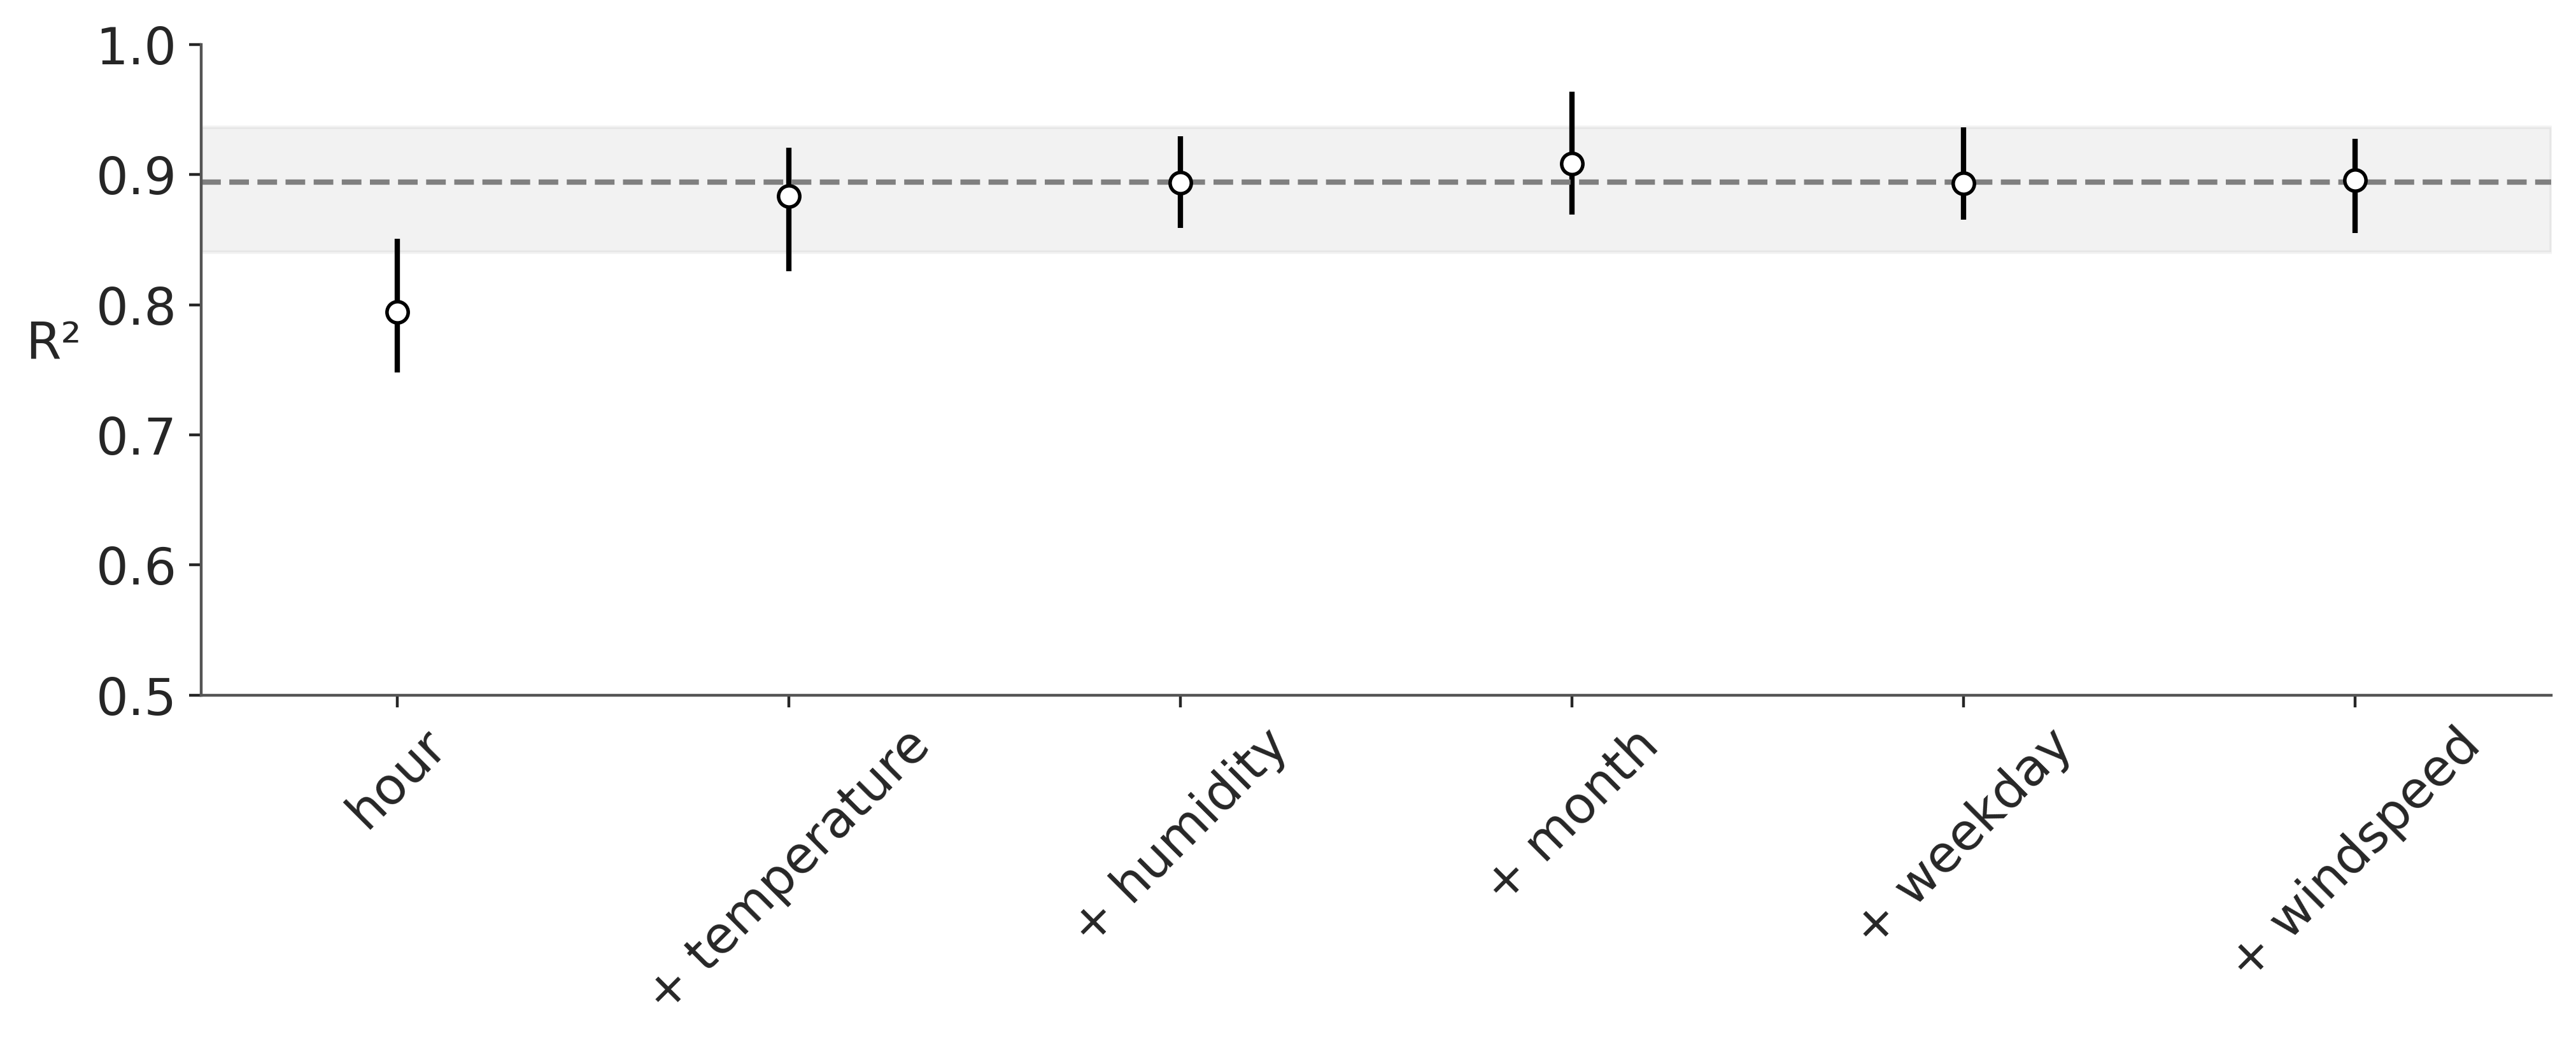 1.0
0.9
0.8
R²
0.7
0.6
0.5
hour
+ temperature
+ humidity
+ month
+ weekday
+ windspeed